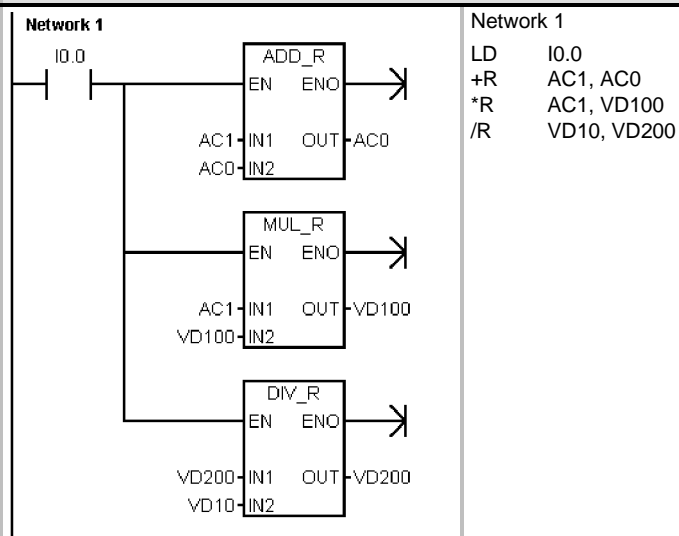 Network 1
I0.0
ADD_R
EN ENO
AC1 IN1 OUT AC0
AC0 IN2
MUL_R
EN ENO
AC1 IN1 OUT VD100
VD100 IN2
DIV_R
EN ENO
VD200 IN1 OUT VD200
VD10 IN2
Network 1
LD I0.0
+R AC1, AC0
*R AC1, VD100
/R VD10, VD200